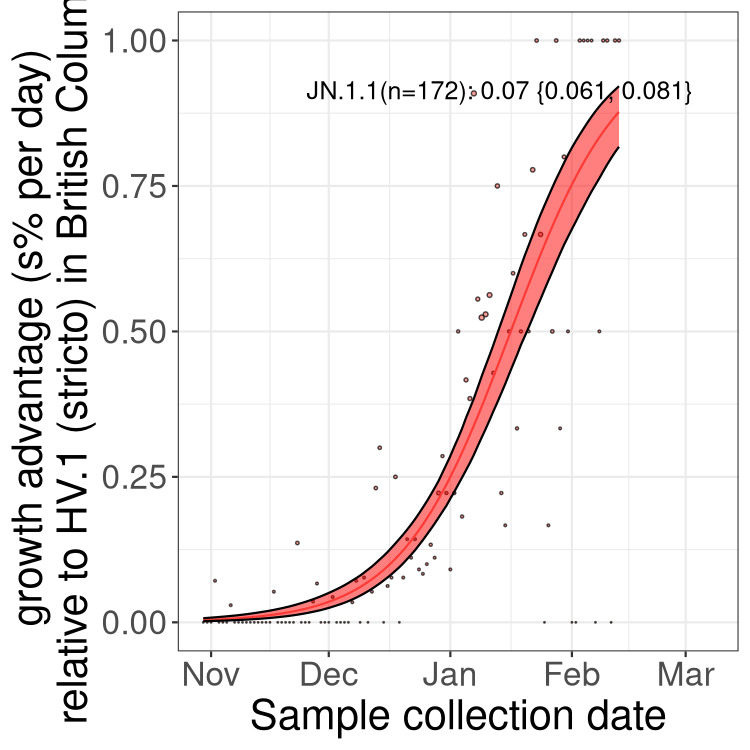 growth advantage (s% per day)
relative to HV.1 (stricto) in British Colum
1.00
0.75
0.50
0.25
0.00
JN.1.1(n=172): 0.07 {0.061, 0.081}
Nov Dec Jan Feb Mar
Sample collection date